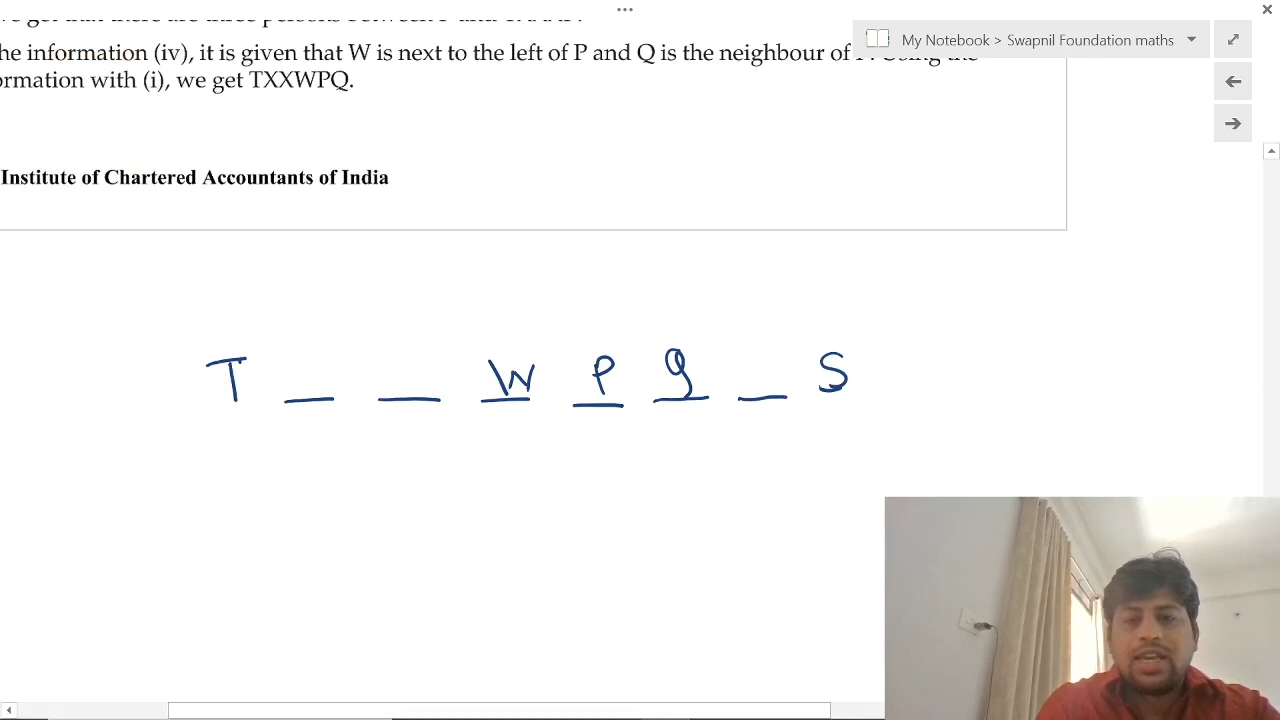 he information (iv), it is given that W is next to the left of P and Q is the neighbour of
My Notebook > Swapnil Foundation maths
ormation with (i), we get TXXWPQ.
Institute of Chartered Accountants of India
T _ _ W P Q _ S